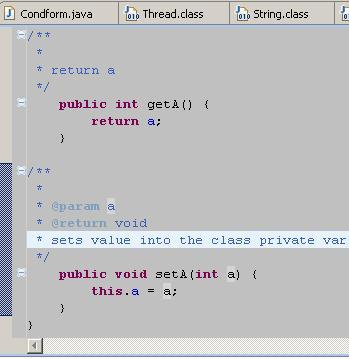 Condform.java Thread.class String.class
/**
*
* return a
*/
public int getA() {
return a;
}
/**
*
* @param a
* @return void
* sets value into the class private var
*/
public void setA(int a) {
this.a = a;
}
}